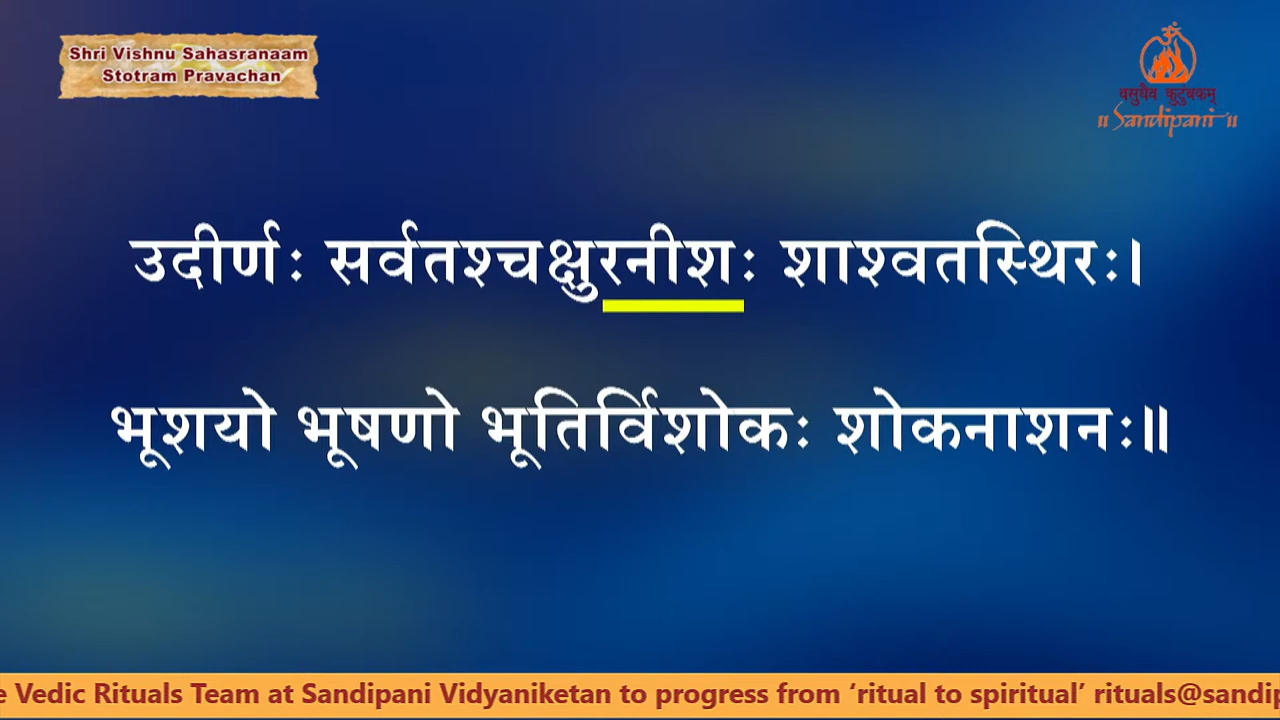 Shri Vishnu Sahasranaam
Stotram Pravachan
वसुधैव कुटुंबकम्
॥ Sandipani ॥
उदीर्णः सर्वतश्चक्षुरनीशः शाश्वतस्थिरः।
भूशयो भूषणो भूतिर्विशोकः शोकनाशनः॥
e Vedic Rituals Team at Sandipani Vidyaniketan to progress from ‘ritual to spiritual’ rituals@sandip